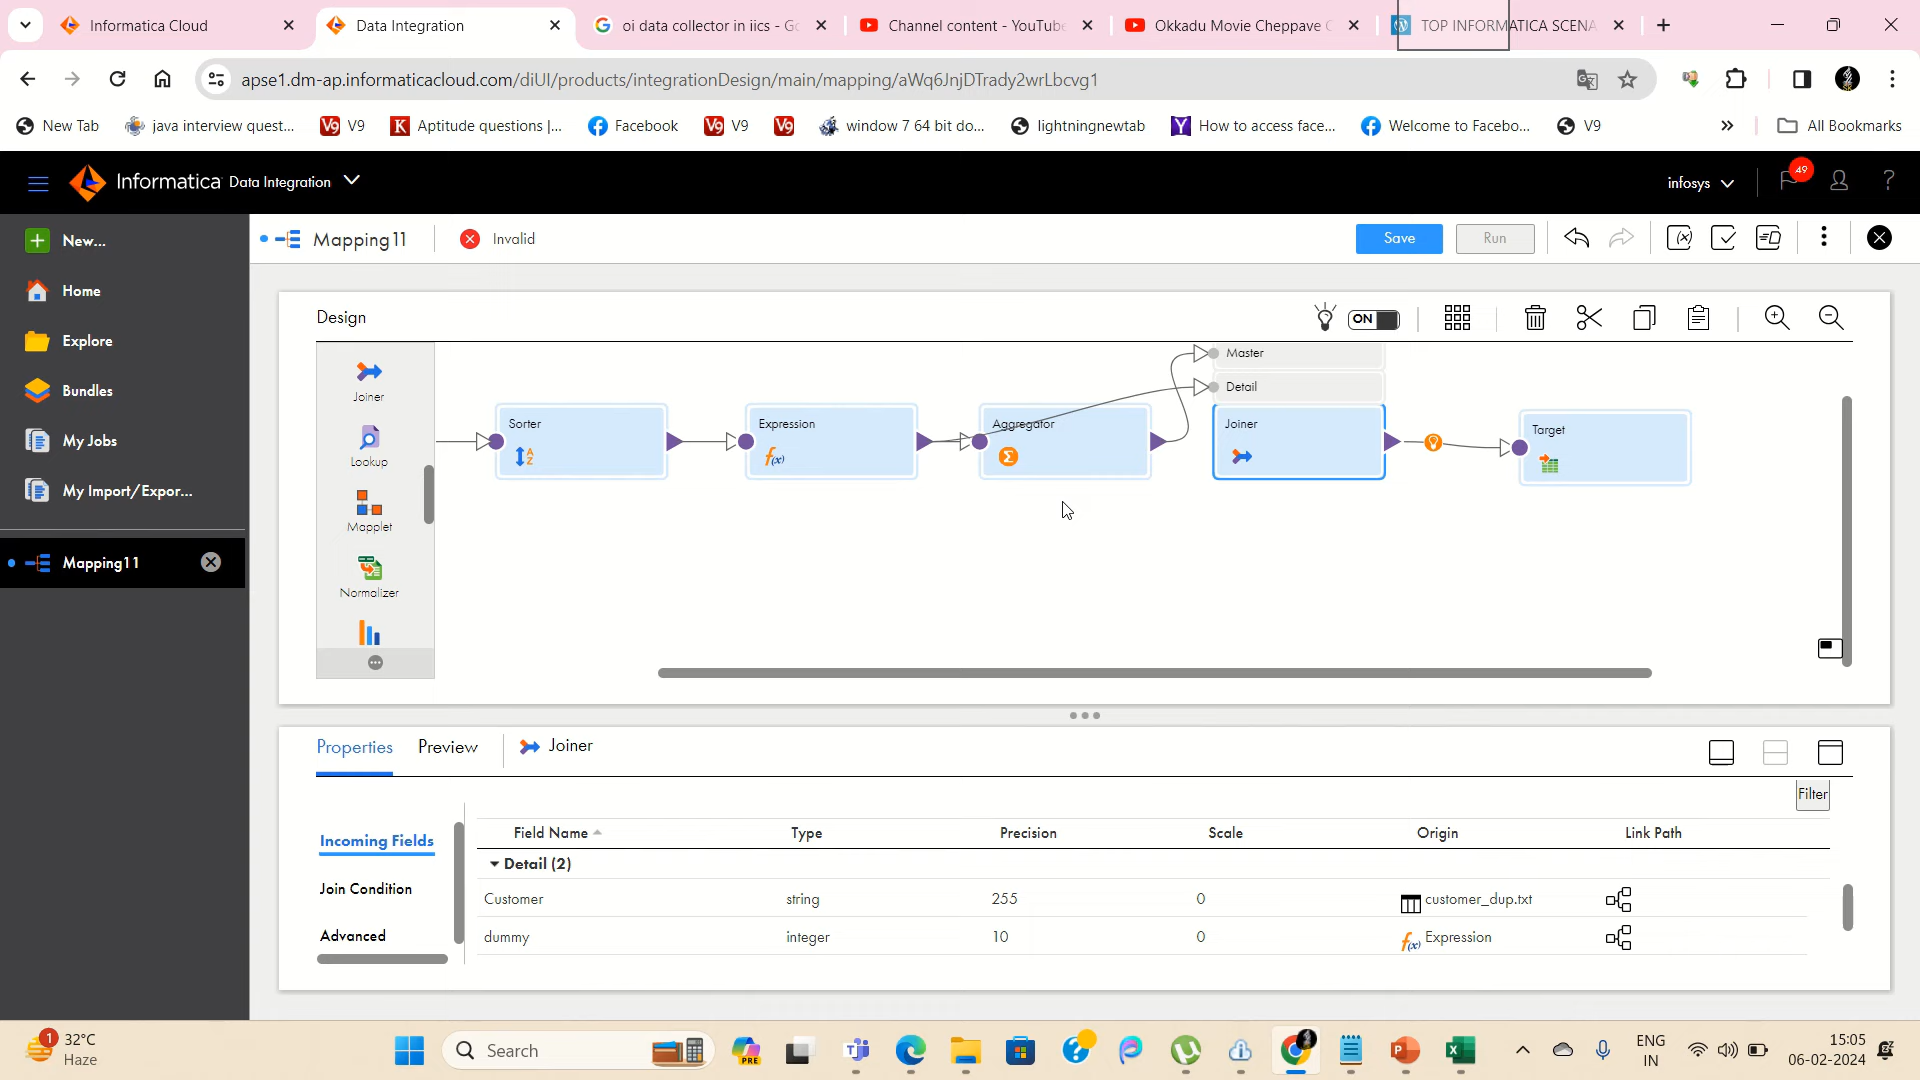 Informatica Cloud
Data Integration
oi data collector in iics - Go
Channel content - YouTube
Okkadu Movie Cheppave C
TOP INFORMATICA SCENA
apse1.dm-ap.informaticacloud.com/diUI/products/integrationDesign/main/mapping/aWq6JnjDTrady2wrLbcvg1
New Tab
java interview quest...
V9
Aptitude questions |...
Facebook
V9
window 7 64 bit do...
lightningnewtab
How to access face...
Welcome to Facebo...
V9
All Bookmarks
Informatica
Data Integration
infosys
49
New...
Home
Explore
Bundles
My Jobs
My Import/Expor...
Mapping11
Mapping11
Invalid
Save
Run
Design
ON
Joiner
Lookup
Mapplet
Normalizer
Sorter
Expression
Aggregator
Master
Detail
Joiner
Target
Properties
Preview
Joiner
Filter
Incoming Fields
Join Condition
Advanced
Field Name Type Precision Scale Origin Link Path
Detail (2)
Customer string 255 0 customer_dup.txt
dummy integer 10 0 Expression
1
32°C
Haze
Search
PRE
ENG
IN
15:05
06-02-2024